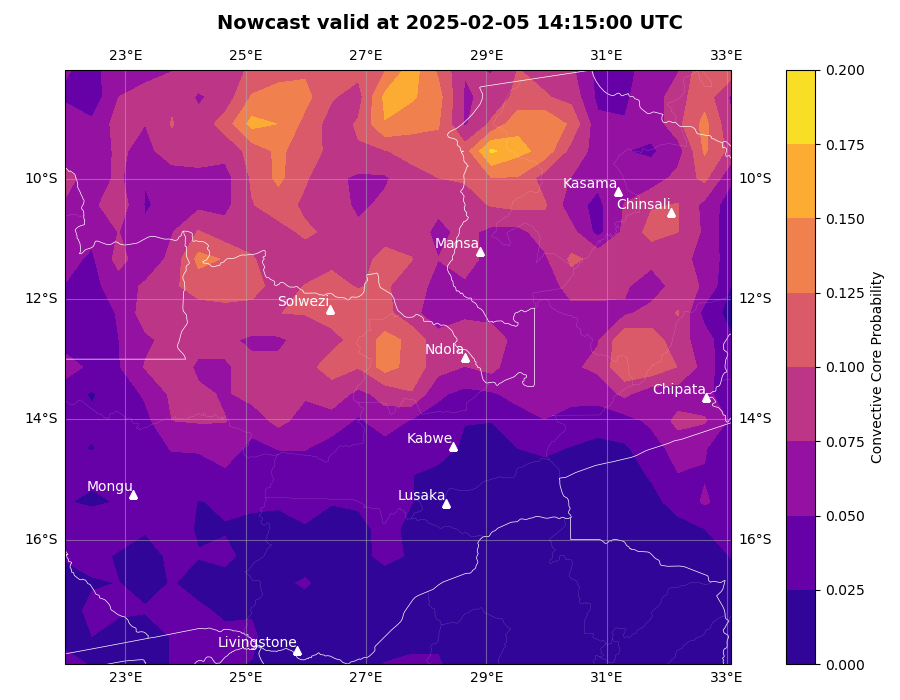 Nowcast valid at 2025-02-05 14:15:00 UTC
23°E 25°E 27°E 29°E 31°E 33°E
0.200
0.175
10°S Kasama 10°S
Chinsali
0.150
Mansa
0.125
12°S Solwezi 12°S
Ndola
0.100
Chipata
14°S 14°S
Kabwe
0.075
Mongu
Lusaka
0.050
16°S 16°S
0.025
Livingstone
0.000
23°E 25°E 27°E 29°E 31°E 33°E
Convective Core Probability